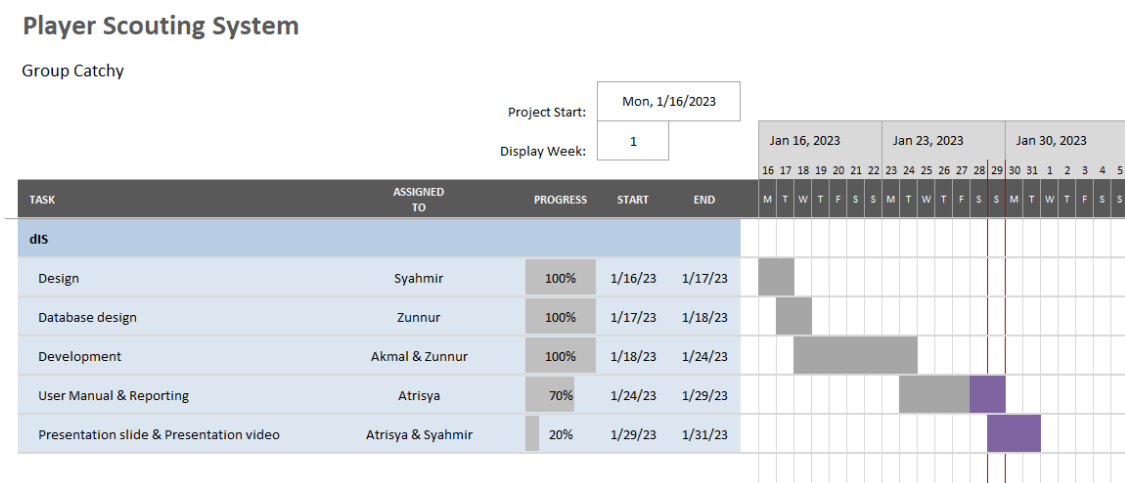 Player Scouting System
Group Catchy
Project Start: Mon, 1/16/2023
Display Week: 1
Jan 16, 2023 Jan 23, 2023 Jan 30, 2023
16 17 18 19 20 21 22 23 24 25 26 27 28 29 30 31 1 2 3 4 5
TASK ASSIGNED TO PROGRESS START END M T W T F S S M T W T F S S M T W T F S S
dIS
Design Syahmir 100% 1/16/23 1/17/23
Database design Zunnur 100% 1/17/23 1/18/23
Development Akmal & Zunnur 100% 1/18/23 1/24/23
User Manual & Reporting Atrisya 70% 1/24/23 1/29/23
Presentation slide & Presentation video Atrisya & Syahmir 20% 1/29/23 1/31/23